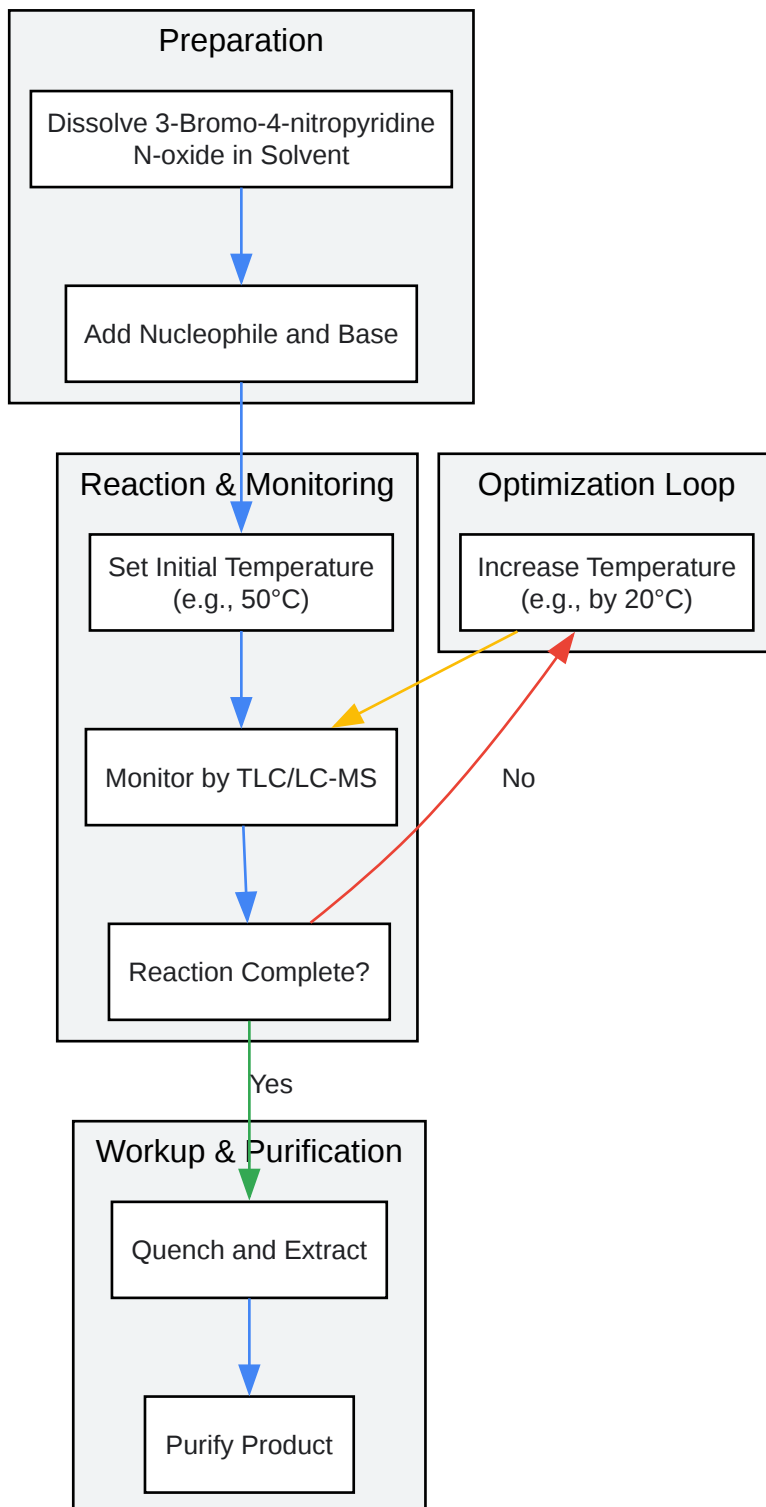 Preparation
Dissolve 3-Bromo-4-nitropyridine
N-oxide in Solvent
Add Nucleophile and Base
Reaction & Monitoring
Set Initial Temperature
(e.g., 50°C)
Monitor by TLC/LC-MS
Reaction Complete?
Optimization Loop
Increase Temperature
(e.g., by 20°C)
No
Yes
Workup & Purification
Quench and Extract
Purify Product